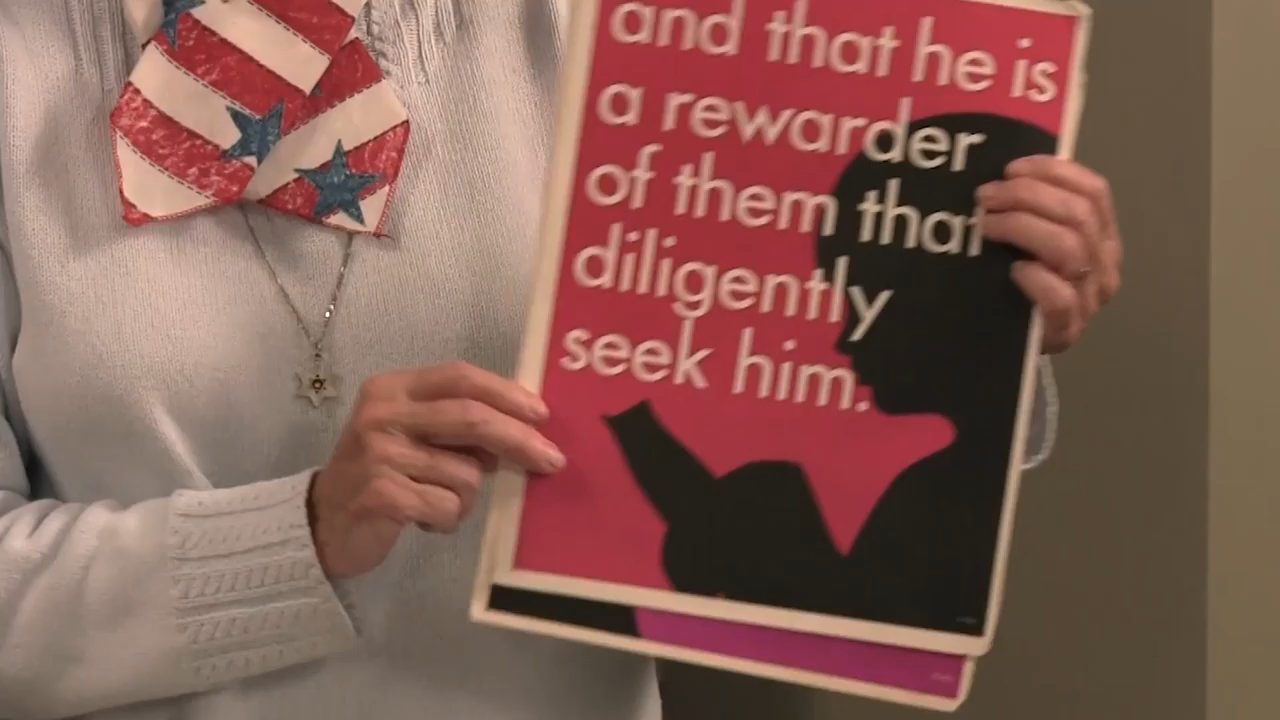 and that he is
a rewarder
of them that
diligently
seek him.